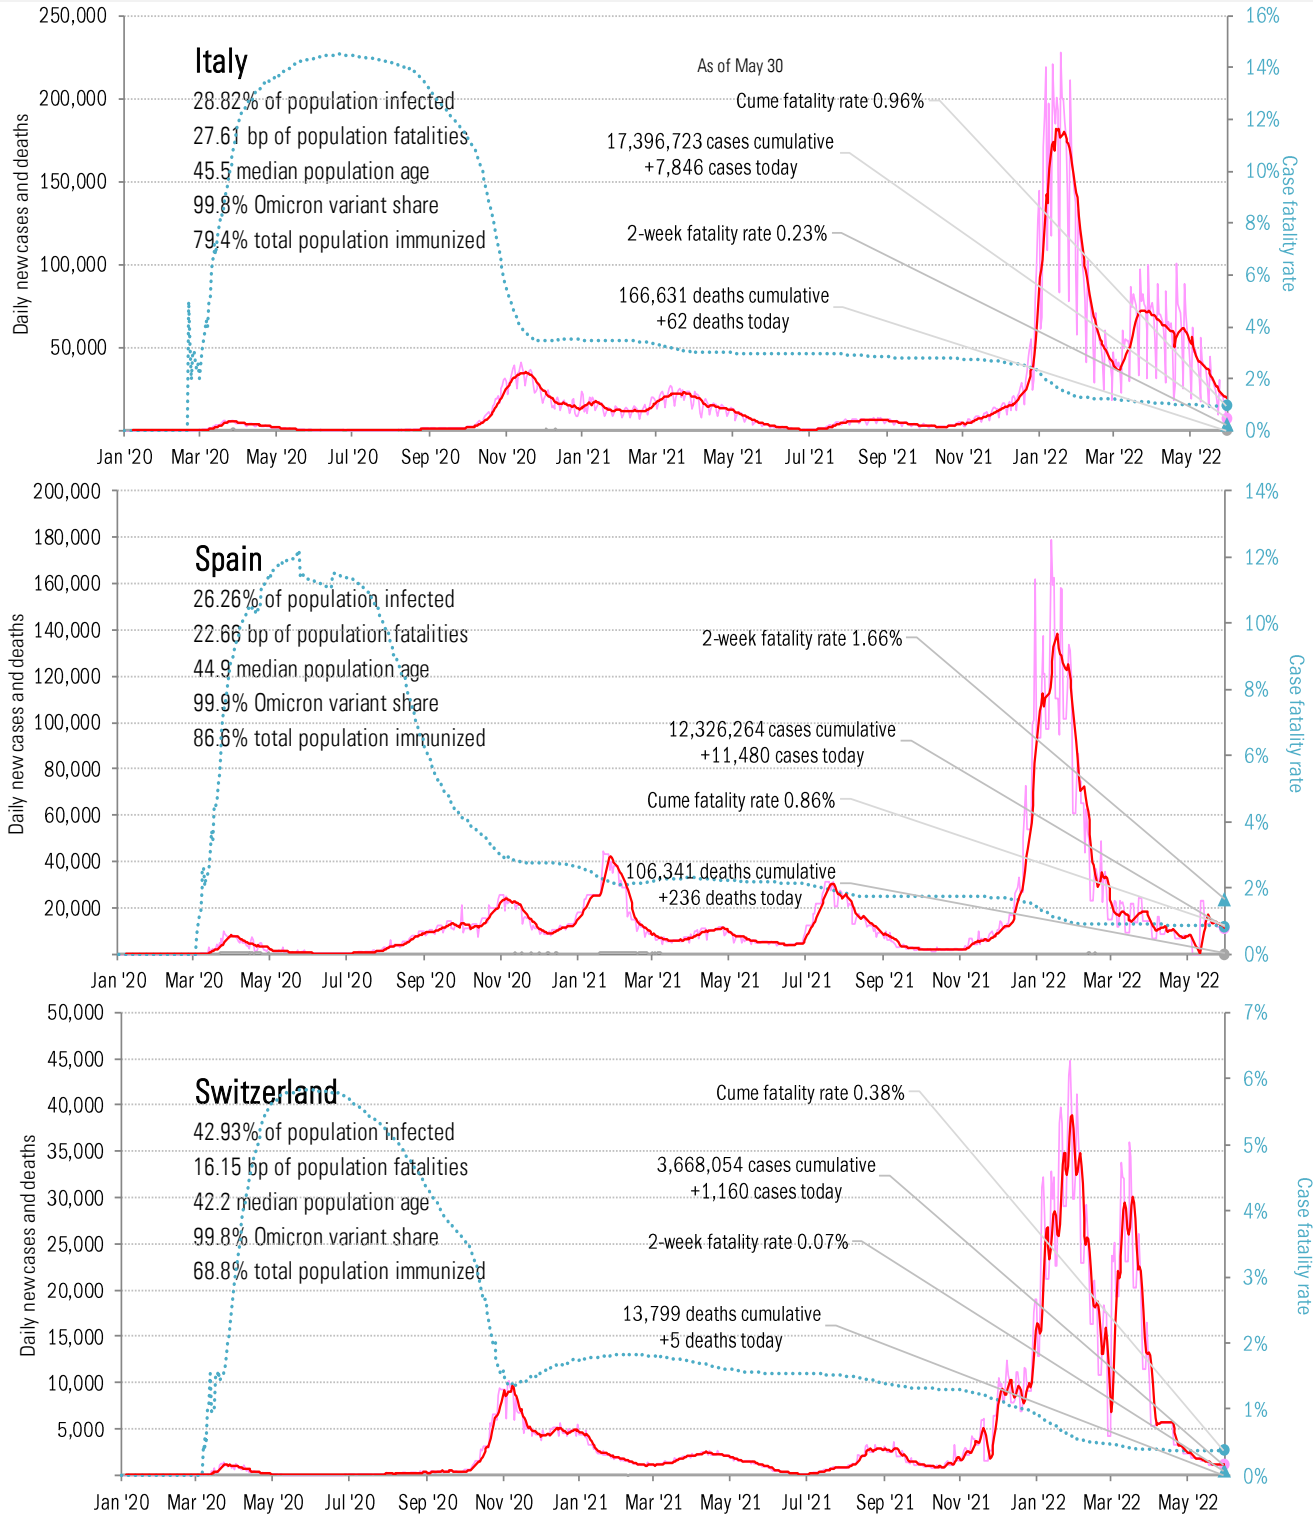 250,000
200,000
150,000
100,000
50,000
Daily new cases and deaths
Italy
28.82% of population infected
27.61 bp of population fatalities
45.5 median population age
99.8% Omicron variant share
79.4% total population immunized
As of May 30
Cume fatality rate 0.96%
17,396,723 cases cumulative
+7,846 cases today
2-week fatality rate 0.23%
166,631 deaths cumulative
+62 deaths today
16%
14%
12%
10%
8%
6%
4%
2%
0%
Case fatality rate
Jan '20 Mar '20 May '20 Jul '20 Sep '20 Nov '20 Jan '21 Mar '21 May '21 Jul '21 Sep '21 Nov '21 Jan '22 Mar '22 May '22
200,000
180,000
160,000
140,000
120,000
100,000
80,000
60,000
40,000
20,000
Daily new cases and deaths
Spain
26.26% of population infected
22.66 bp of population fatalities
44.9 median population age
99.9% Omicron variant share
86.6% total population immunized
2-week fatality rate 1.66%
12,326,264 cases cumulative
+11,480 cases today
Cume fatality rate 0.86%
106,341 deaths cumulative
+236 deaths today
14%
12%
10%
8%
6%
4%
2%
0%
Case fatality rate
Jan '20 Mar '20 May '20 Jul '20 Sep '20 Nov '20 Jan '21 Mar '21 May '21 Jul '21 Sep '21 Nov '21 Jan '22 Mar '22 May '22
50,000
45,000
40,000
35,000
30,000
25,000
20,000
15,000
10,000
5,000
Daily new cases and deaths
Switzerland
42.93% of population infected
16.15 bp of population fatalities
42.2 median population age
99.8% Omicron variant share
68.8% total population immunized
Cume fatality rate 0.38%
3,668,054 cases cumulative
+1,160 cases today
2-week fatality rate 0.07%
13,799 deaths cumulative
+5 deaths today
7%
6%
5%
4%
3%
2%
1%
0%
Case fatality rate
Jan '20 Mar '20 May '20 Jul '20 Sep '20 Nov '20 Jan '21 Mar '21 May '21 Jul '21 Sep '21 Nov '21 Jan '22 Mar '22 May '22